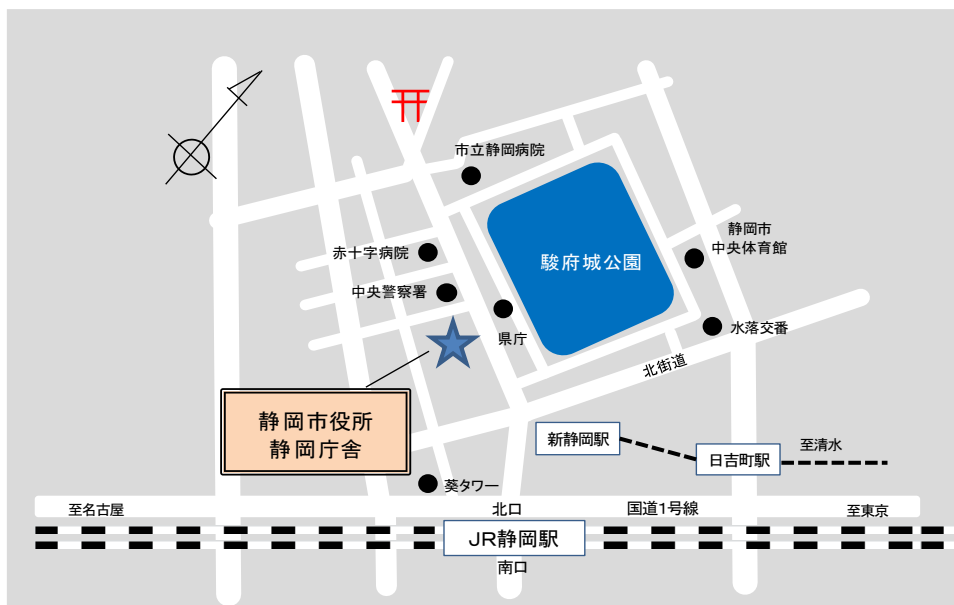 市立静岡病院
静岡市
中央体育館
赤十字病院
駿府城公園
中央警察署
県庁
水落交番
北街道
静岡市役所
静岡庁舎
新静岡駅
日吉町駅
至清水
葵タワー
至名古屋
北口
国道1号線
至東京
JR静岡駅
南口